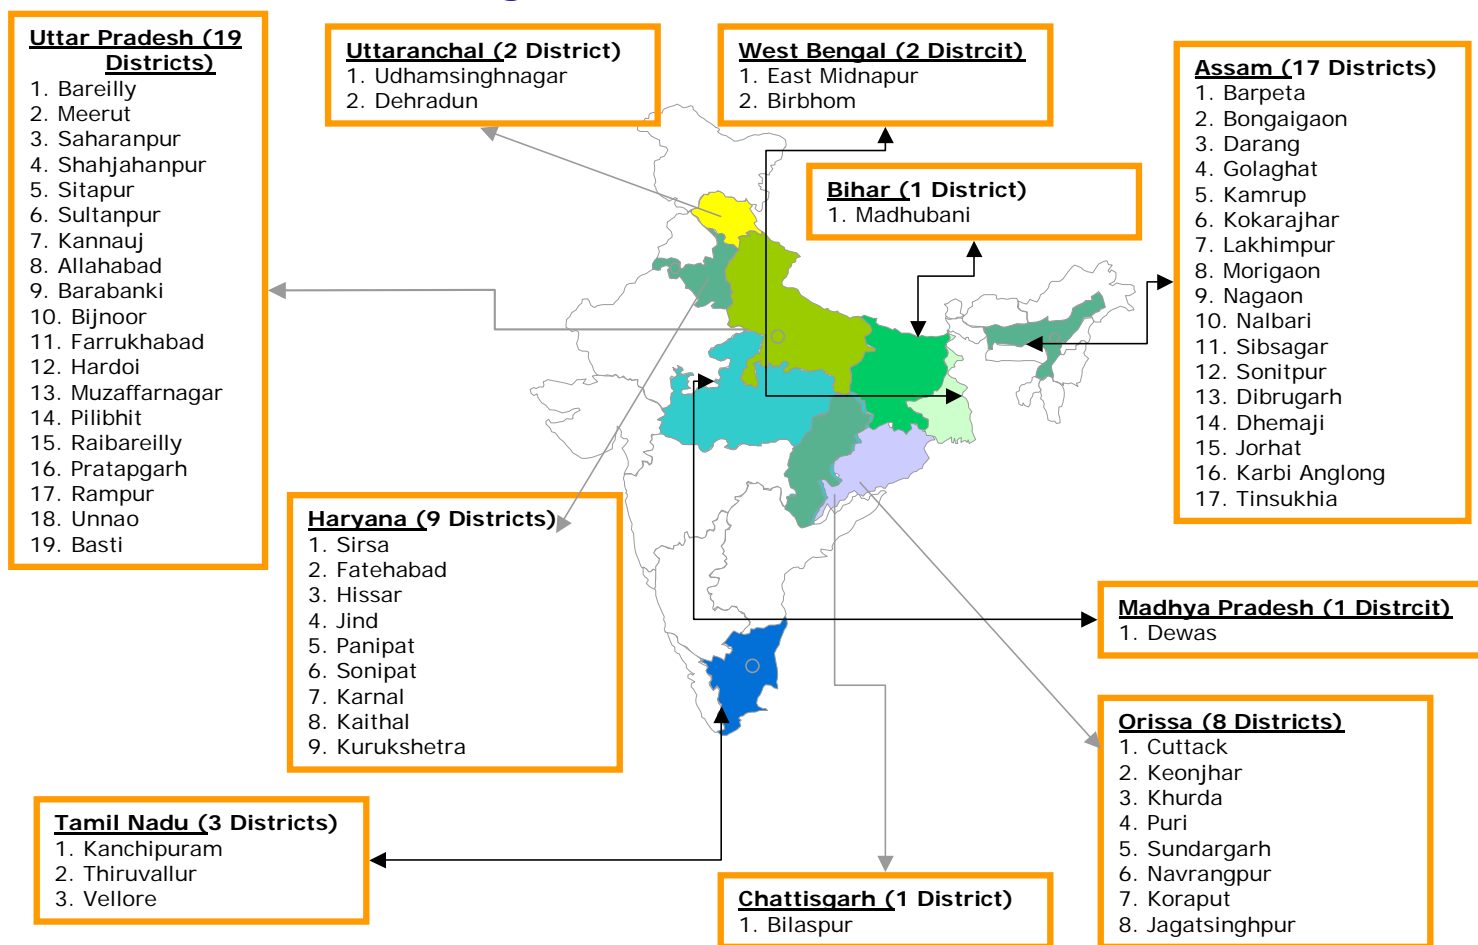 Uttar Pradesh (19
Districts)
1. Bareilly
2. Meerut
3. Saharanpur
4. Shahjahanpur
5. Sitapur
6. Sultanpur
7. Kannauj
8. Allahabad
9. Barabanki
10. Bijnoor
11. Farrukhabad
12. Hardoi
13. Muzaffarnagar
14. Pilibhit
15. Raibareilly
16. Pratapgarh
17. Rampur
18. Unnao
19. Basti
Uttaranchal (2 District)
1. Udhamsinghnagar
2. Dehradun
West Bengal (2 Distrcit)
1. East Midnapur
2. Birbhom
Bihar (1 District)
1. Madhubani
Assam (17 Districts)
1. Barpeta
2. Bongaigaon
3. Darang
4. Golaghat
5. Kamrup
6. Kokarajhar
7. Lakhimpur
8. Morigaon
9. Nagaon
10. Nalbari
11. Sibsagar
12. Sonitpur
13. Dibrugarh
14. Dhemaji
15. Jorhat
16. Karbi Anglong
17. Tinsukhia
Haryana (9 Districts)
1. Sirsa
2. Fatehabad
3. Hissar
4. Jind
5. Panipat
6. Sonipat
7. Karnal
8. Kaithal
9. Kurukshetra
Madhya Pradesh (1 Distrcit)
1. Dewas
Orissa (8 Districts)
1. Cuttack
2. Keonjhar
3. Khurda
4. Puri
5. Sundargarh
6. Navrangpur
7. Koraput
8. Jagatsinghpur
Tamil Nadu (3 Districts)
1. Kanchipuram
2. Thiruvallur
3. Vellore
Chattisgarh (1 District)
1. Bilaspur